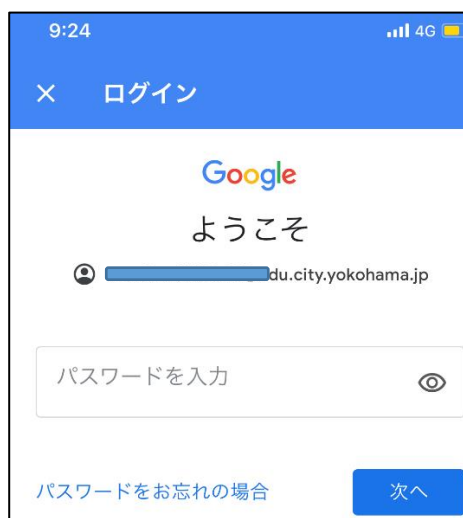 9:24
4G
× ログイン
Google
ようこそ
du.city.yokohama.jp
パスワードを入力
パスワードをお忘れの場合
次へ